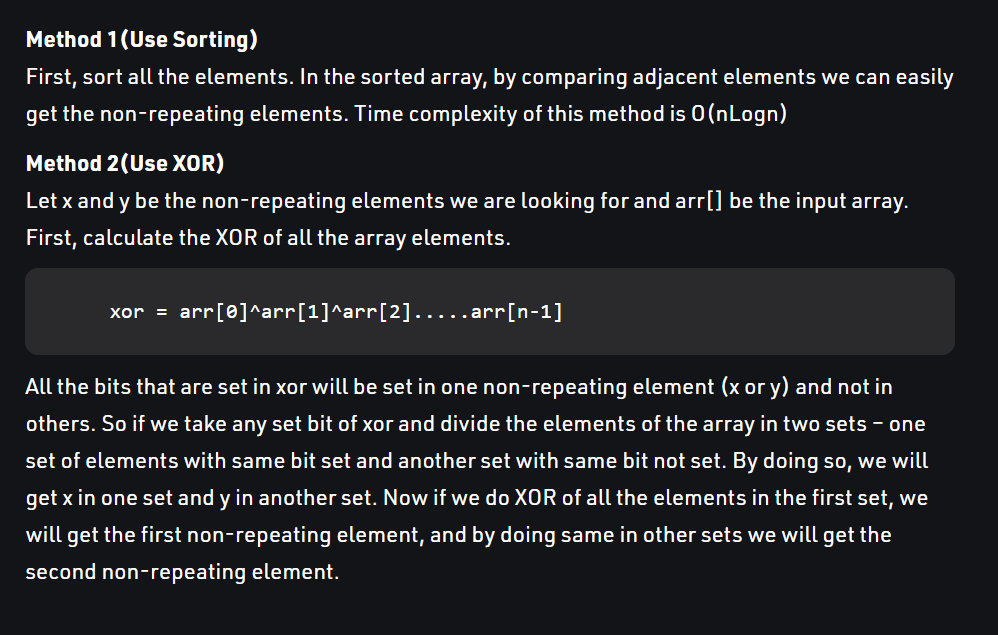 Method 1(Use Sorting)
First, sort all the elements. In the sorted array, by comparing adjacent elements we can easily
get the non-repeating elements. Time complexity of this method is O(nLogn)
Method 2(Use XOR)
Let x and y be the non-repeating elements we are looking for and arr[] be the input array.
First, calculate the XOR of all the array elements.
xor = arr[0]^arr[1]^arr[2].....arr[n-1]
All the bits that are set in xor will be set in one non-repeating element (x or y) and not in
others. So if we take any set bit of xor and divide the elements of the array in two sets – one
set of elements with same bit set and another set with same bit not set. By doing so, we will
get x in one set and y in another set. Now if we do XOR of all the elements in the first set, we
will get the first non-repeating element, and by doing same in other sets we will get the
second non-repeating element.